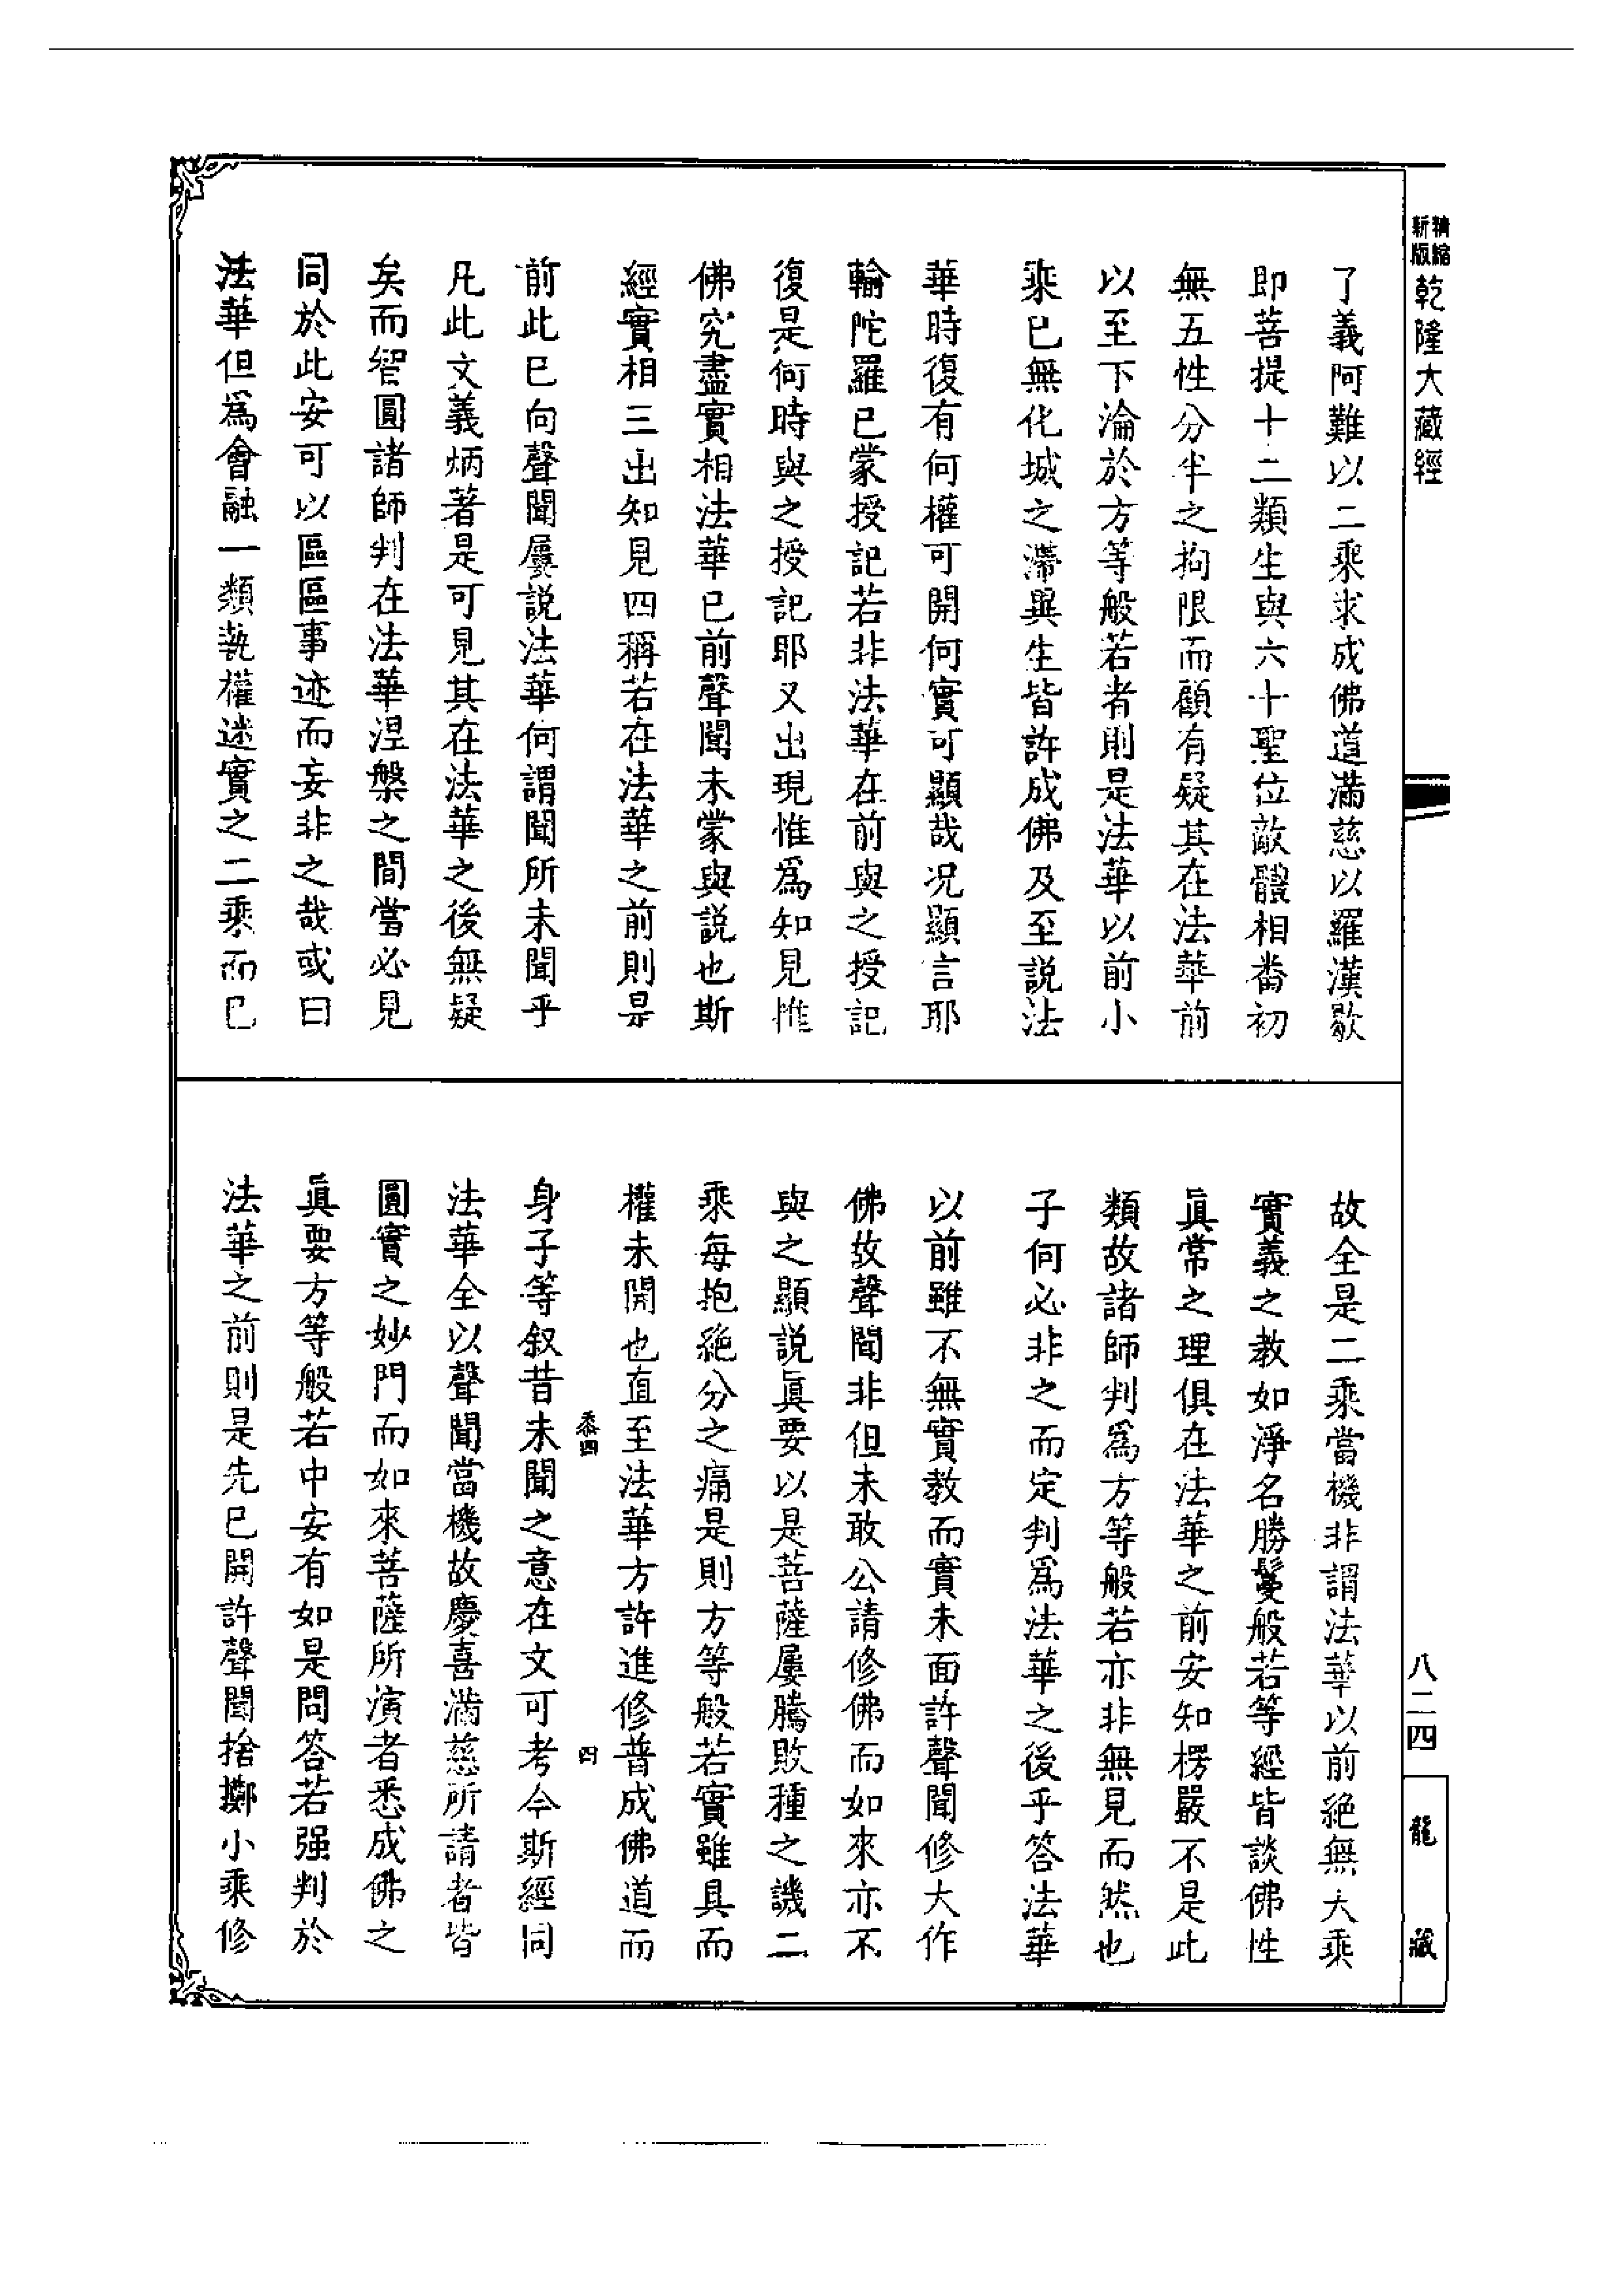 新版精縮
乾隆大藏經
了義阿難以二乘求成佛道滿慈以羅漢歇
即菩提十二類生與六十聖位敵體相番初
無五性分半之拘限而顧有疑其在法華前
以至下淪於方等般若者則是法華以前小
乘已無化城之滯異生皆許成佛及至説法
華時復有何權可開何實可顯哉况顯言耶
輸陀羅已蒙授記若非法華在前與之授記
復是何時與之授記耶又出現惟爲知見惟
佛究盡實相法華已前聲聞未蒙與説也斯
經實相三出知見四稱若在法華之前則是
前此已向聲聞屢説法華何謂聞所未聞乎
凡此文義炳著是可見其在法華之後無疑
矣而智圓諸師判在法華涅槃之間當必見
同於此安可以區區事迹而妄非之哉或曰
法華但爲會融一類執權迷實之二乘而已
故全是二乘當機非謂法華以前絶無大乘
實義之教如淨名勝鬘般若等經皆談佛性
眞常之理俱在法華之前安知楞嚴不是此
類故諸師判爲方等般若亦非無見而然也
子何必非之而定判爲法華之後乎答法華
以前雖不無實教而實未面許聲聞修大作
佛故聲聞非但未敢公請修佛而如來亦不
與之顯説眞要以是菩薩屢騰敗種之譏二
乘每抱絶分之痛是則方等般若實雖具而
權未開也直至法華方許進修普成佛道而
身子等叙昔未聞之意在文可考今斯經同
法華全以聲聞當機故慶喜滿慈所請者皆
圓實之妙門而如來菩薩所演者悉成佛之
眞要方等般若中安有如是問答若强判於
法華之前則是先已開許聲聞捨擲小乘修
黍四
四
八二四
龍藏